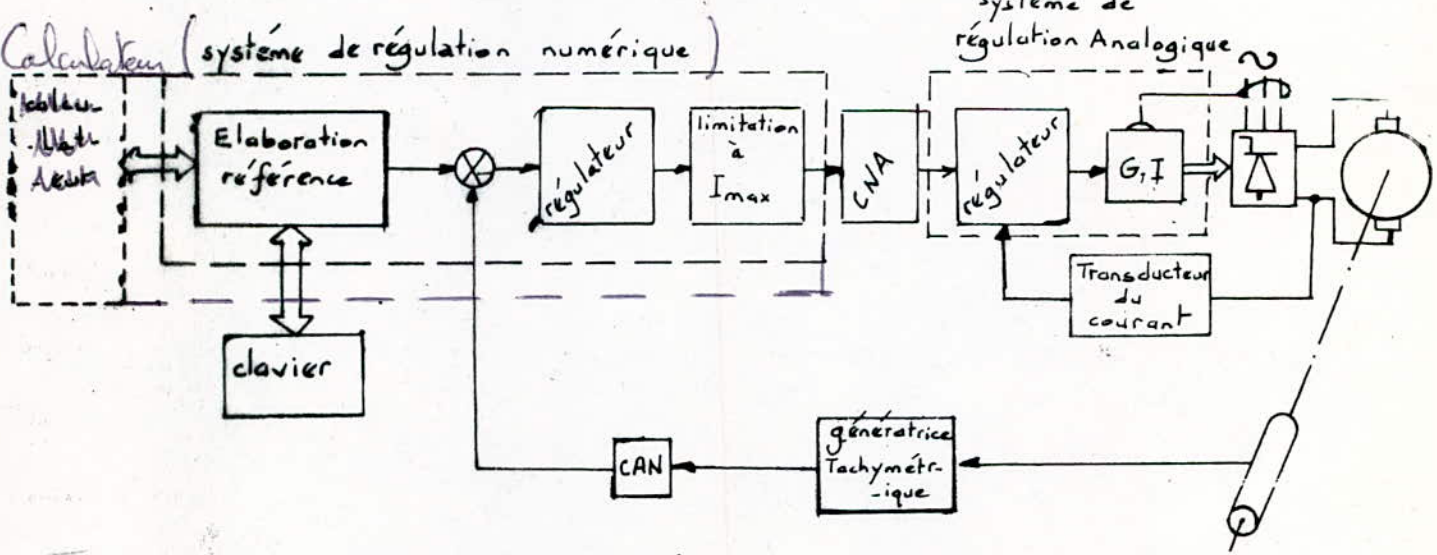 système de
régulation Analogique
Calculateur (système de régulation numérique)
Elaboration
référence
régulateur
limitation
à
Imax
CNA
régulateur
G,I
~
Transducteur
du
courant
clavier
CAN
génératrice
Tachymétr-
-ique